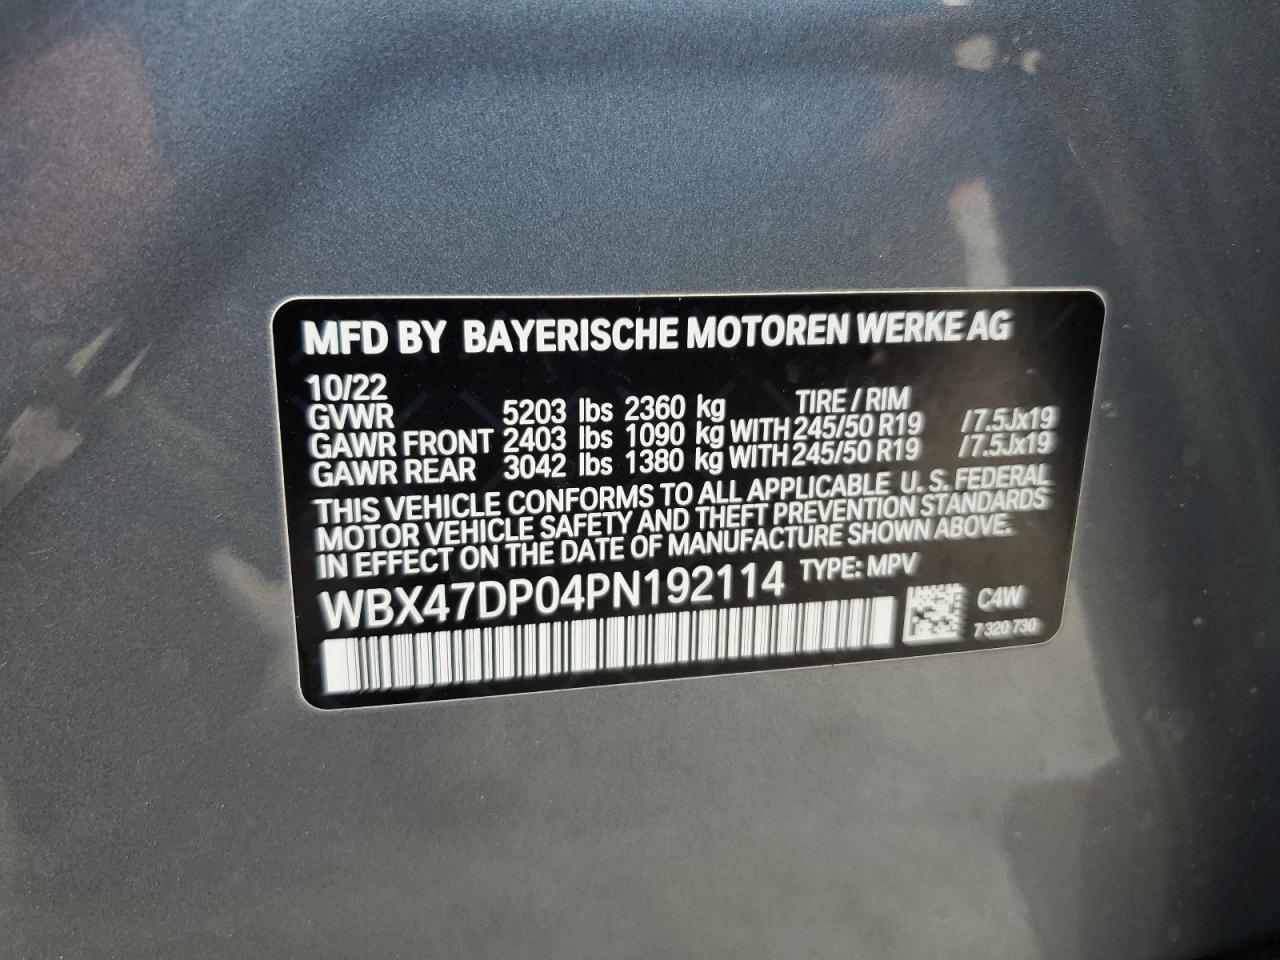 MFD BY BAYERISCHE MOTOREN WERKE AG
10/22
TIRE / RIM
GVWR 5203 lbs 2360 kg
GAWR FRONT 2403 lbs 1090 kg WITH 245/50 R19 /7.5Jx19
GAWR REAR 3042 lbs 1380 kg WITH 245/50 R19 /7.5Jx19
THIS VEHICLE CONFORMS TO ALL APPLICABLE U. S. FEDERAL
MOTOR VEHICLE SAFETY AND THEFT PREVENTION STANDARDS
IN EFFECT ON THE DATE OF MANUFACTURE SHOWN ABOVE.
WBX47DP04PN192114 TYPE: MPV
C4W
7 320 730